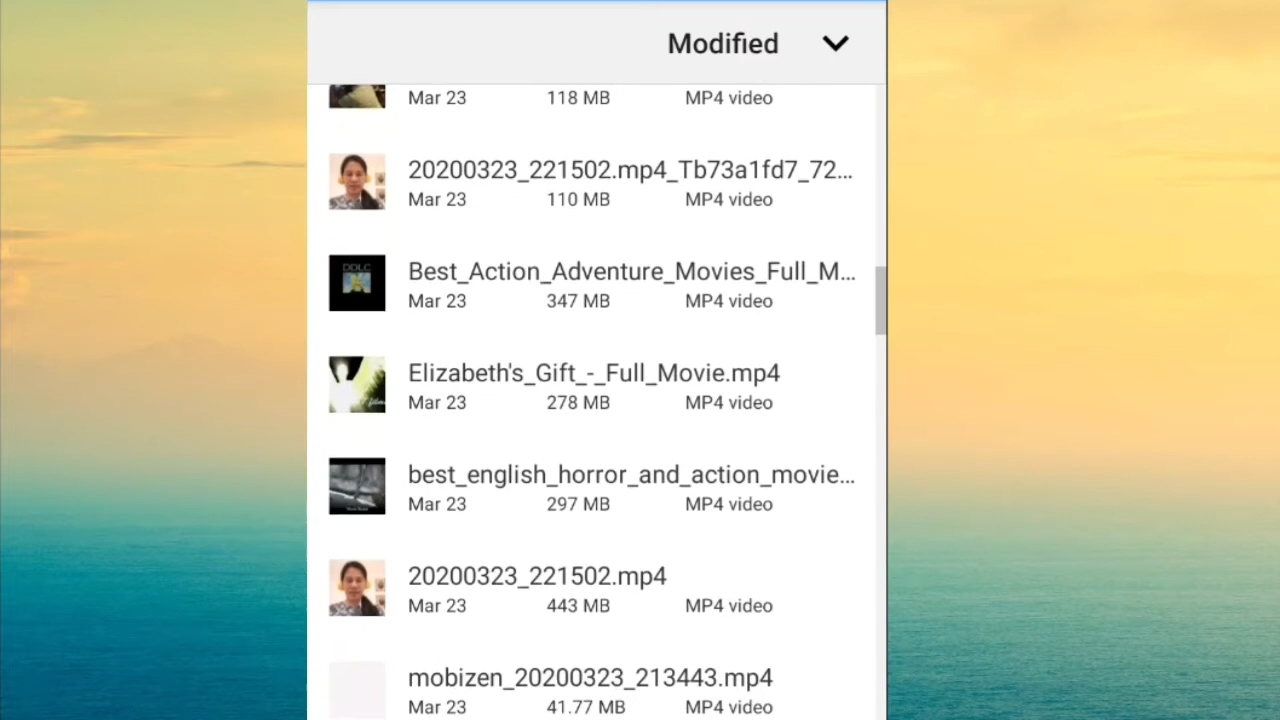 Modified
Mar 23 118 MB MP4 video
20200323_221502.mp4_Tb73a1fd7_72...
Mar 23 110 MB MP4 video
DDLC
Best_Action_Adventure_Movies_Full_M...
Mar 23 347 MB MP4 video
Elizabeth's_Gift_-_Full_Movie.mp4
Mar 23 278 MB MP4 video
best_english_horror_and_action_movie...
Mar 23 297 MB MP4 video
20200323_221502.mp4
Mar 23 443 MB MP4 video
mobizen_20200323_213443.mp4
Mar 23 41.77 MB MP4 video